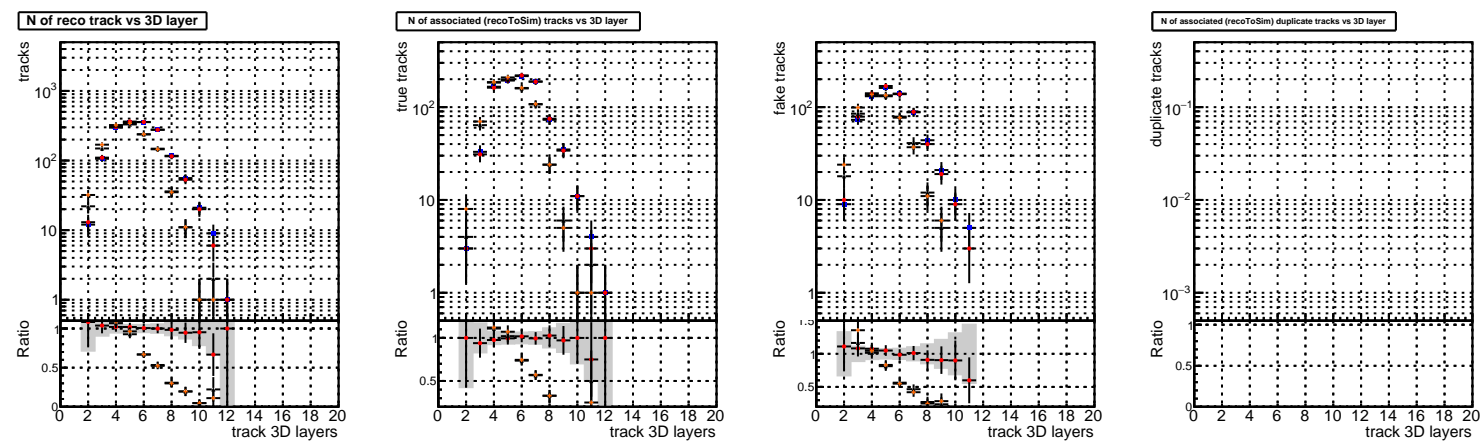 N of reco track vs 3D layer
tracks
10³
10²
10
1
Ratio
1
0.5
0
0 2 4 6 8 10 12 14 16 18 20
track 3D layers
N of associated (recoToSim) tracks vs 3D layer
true tracks
10²
10
1
Ratio
1
0.5
0 2 4 6 8 10 12 14 16 18 20
track 3D layers
fake tracks
10²
10
1
Ratio
1.5
1
0.5
0 2 4 6 8 10 12 14 16 18 20
track 3D layers
N of associated (recoToSim) duplicate tracks vs 3D layer
duplicate tracks
10⁻¹
10⁻²
10⁻³
Ratio
1
0.5
0
0 2 4 6 8 10 12 14 16 18 20
track 3D layers